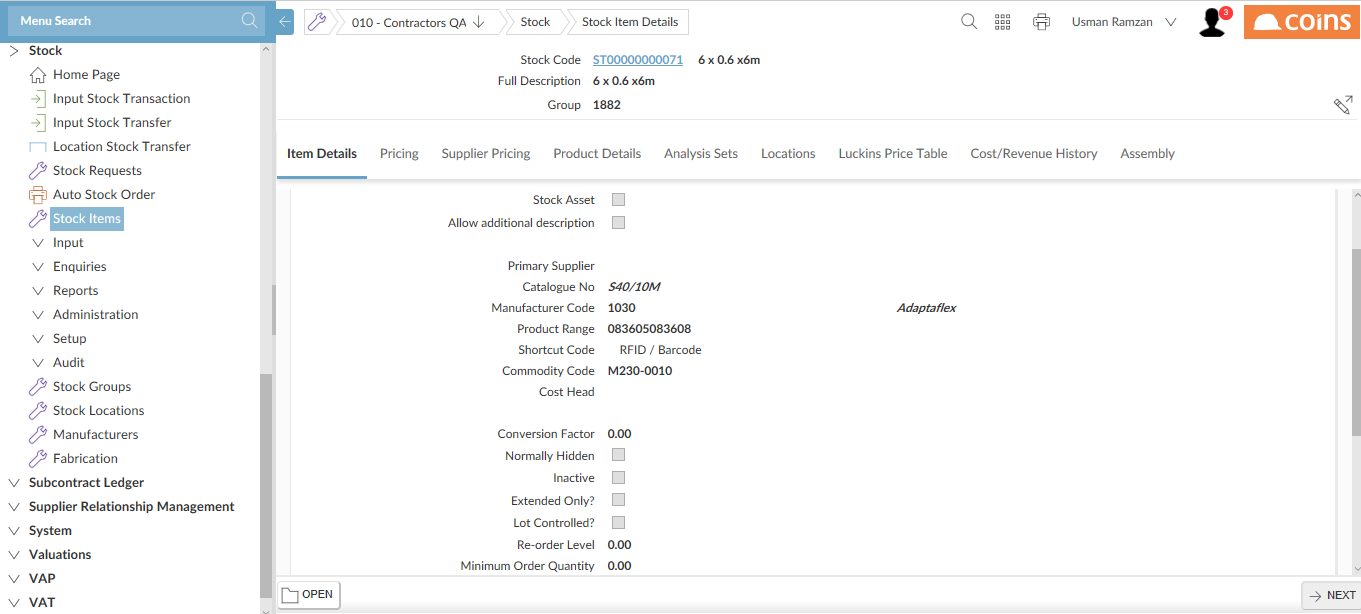 Menu Search
010 - Contractors QA
Stock
Stock Item Details
Usman Ramzan
3
coins
Stock
Home Page
Input Stock Transaction
Input Stock Transfer
Location Stock Transfer
Stock Requests
Auto Stock Order
Stock Items
Input
Enquiries
Reports
Administration
Setup
Audit
Stock Groups
Stock Locations
Manufacturers
Fabrication
Subcontract Ledger
Supplier Relationship Management
System
Valuations
VAP
VAT
Stock Code ST00000000071 6 x 0.6 x6m
Full Description 6 x 0.6 x6m
Group 1882
Item Details Pricing Supplier Pricing Product Details Analysis Sets Locations Luckins Price Table Cost/Revenue History Assembly
Stock Asset
Allow additional description
Primary Supplier
Catalogue No S40/10M
Manufacturer Code 1030 Adaptaflex
Product Range 083605083608
Shortcut Code RFID / Barcode
Commodity Code M230-0010
Cost Head
Conversion Factor 0.00
Normally Hidden
Inactive
Extended Only?
Lot Controlled?
Re-order Level 0.00
Minimum Order Quantity 0.00
OPEN
NEXT